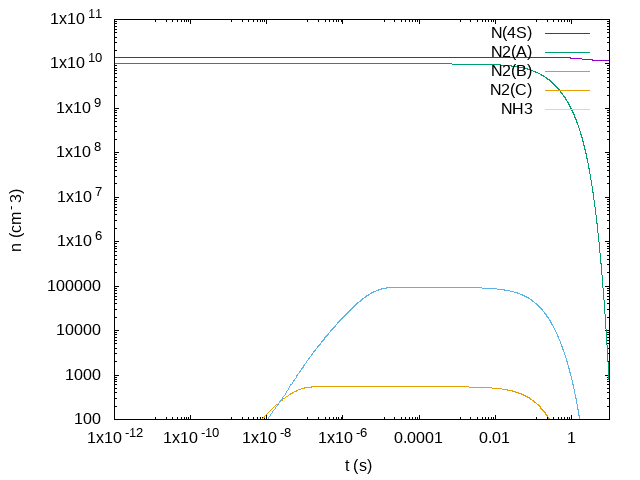 1x10^11
1x10^10
1x10^9
1x10^8
1x10^7
1x10^6
100000
10000
1000
100
n (cm^-3)
N(4S)
N2(A)
N2(B)
N2(C)
NH3
1x10^-12
1x10^-10
1x10^-8
1x10^-6
0.0001
0.01
1
t (s)